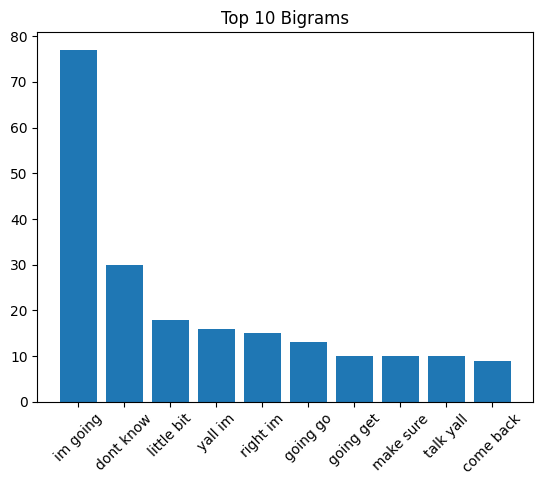 Top 10 Bigrams
80
70
60
50
40
30
20
10
0
im going
dont know
little bit
yall im
right im
going go
going get
make sure
talk yall
come back